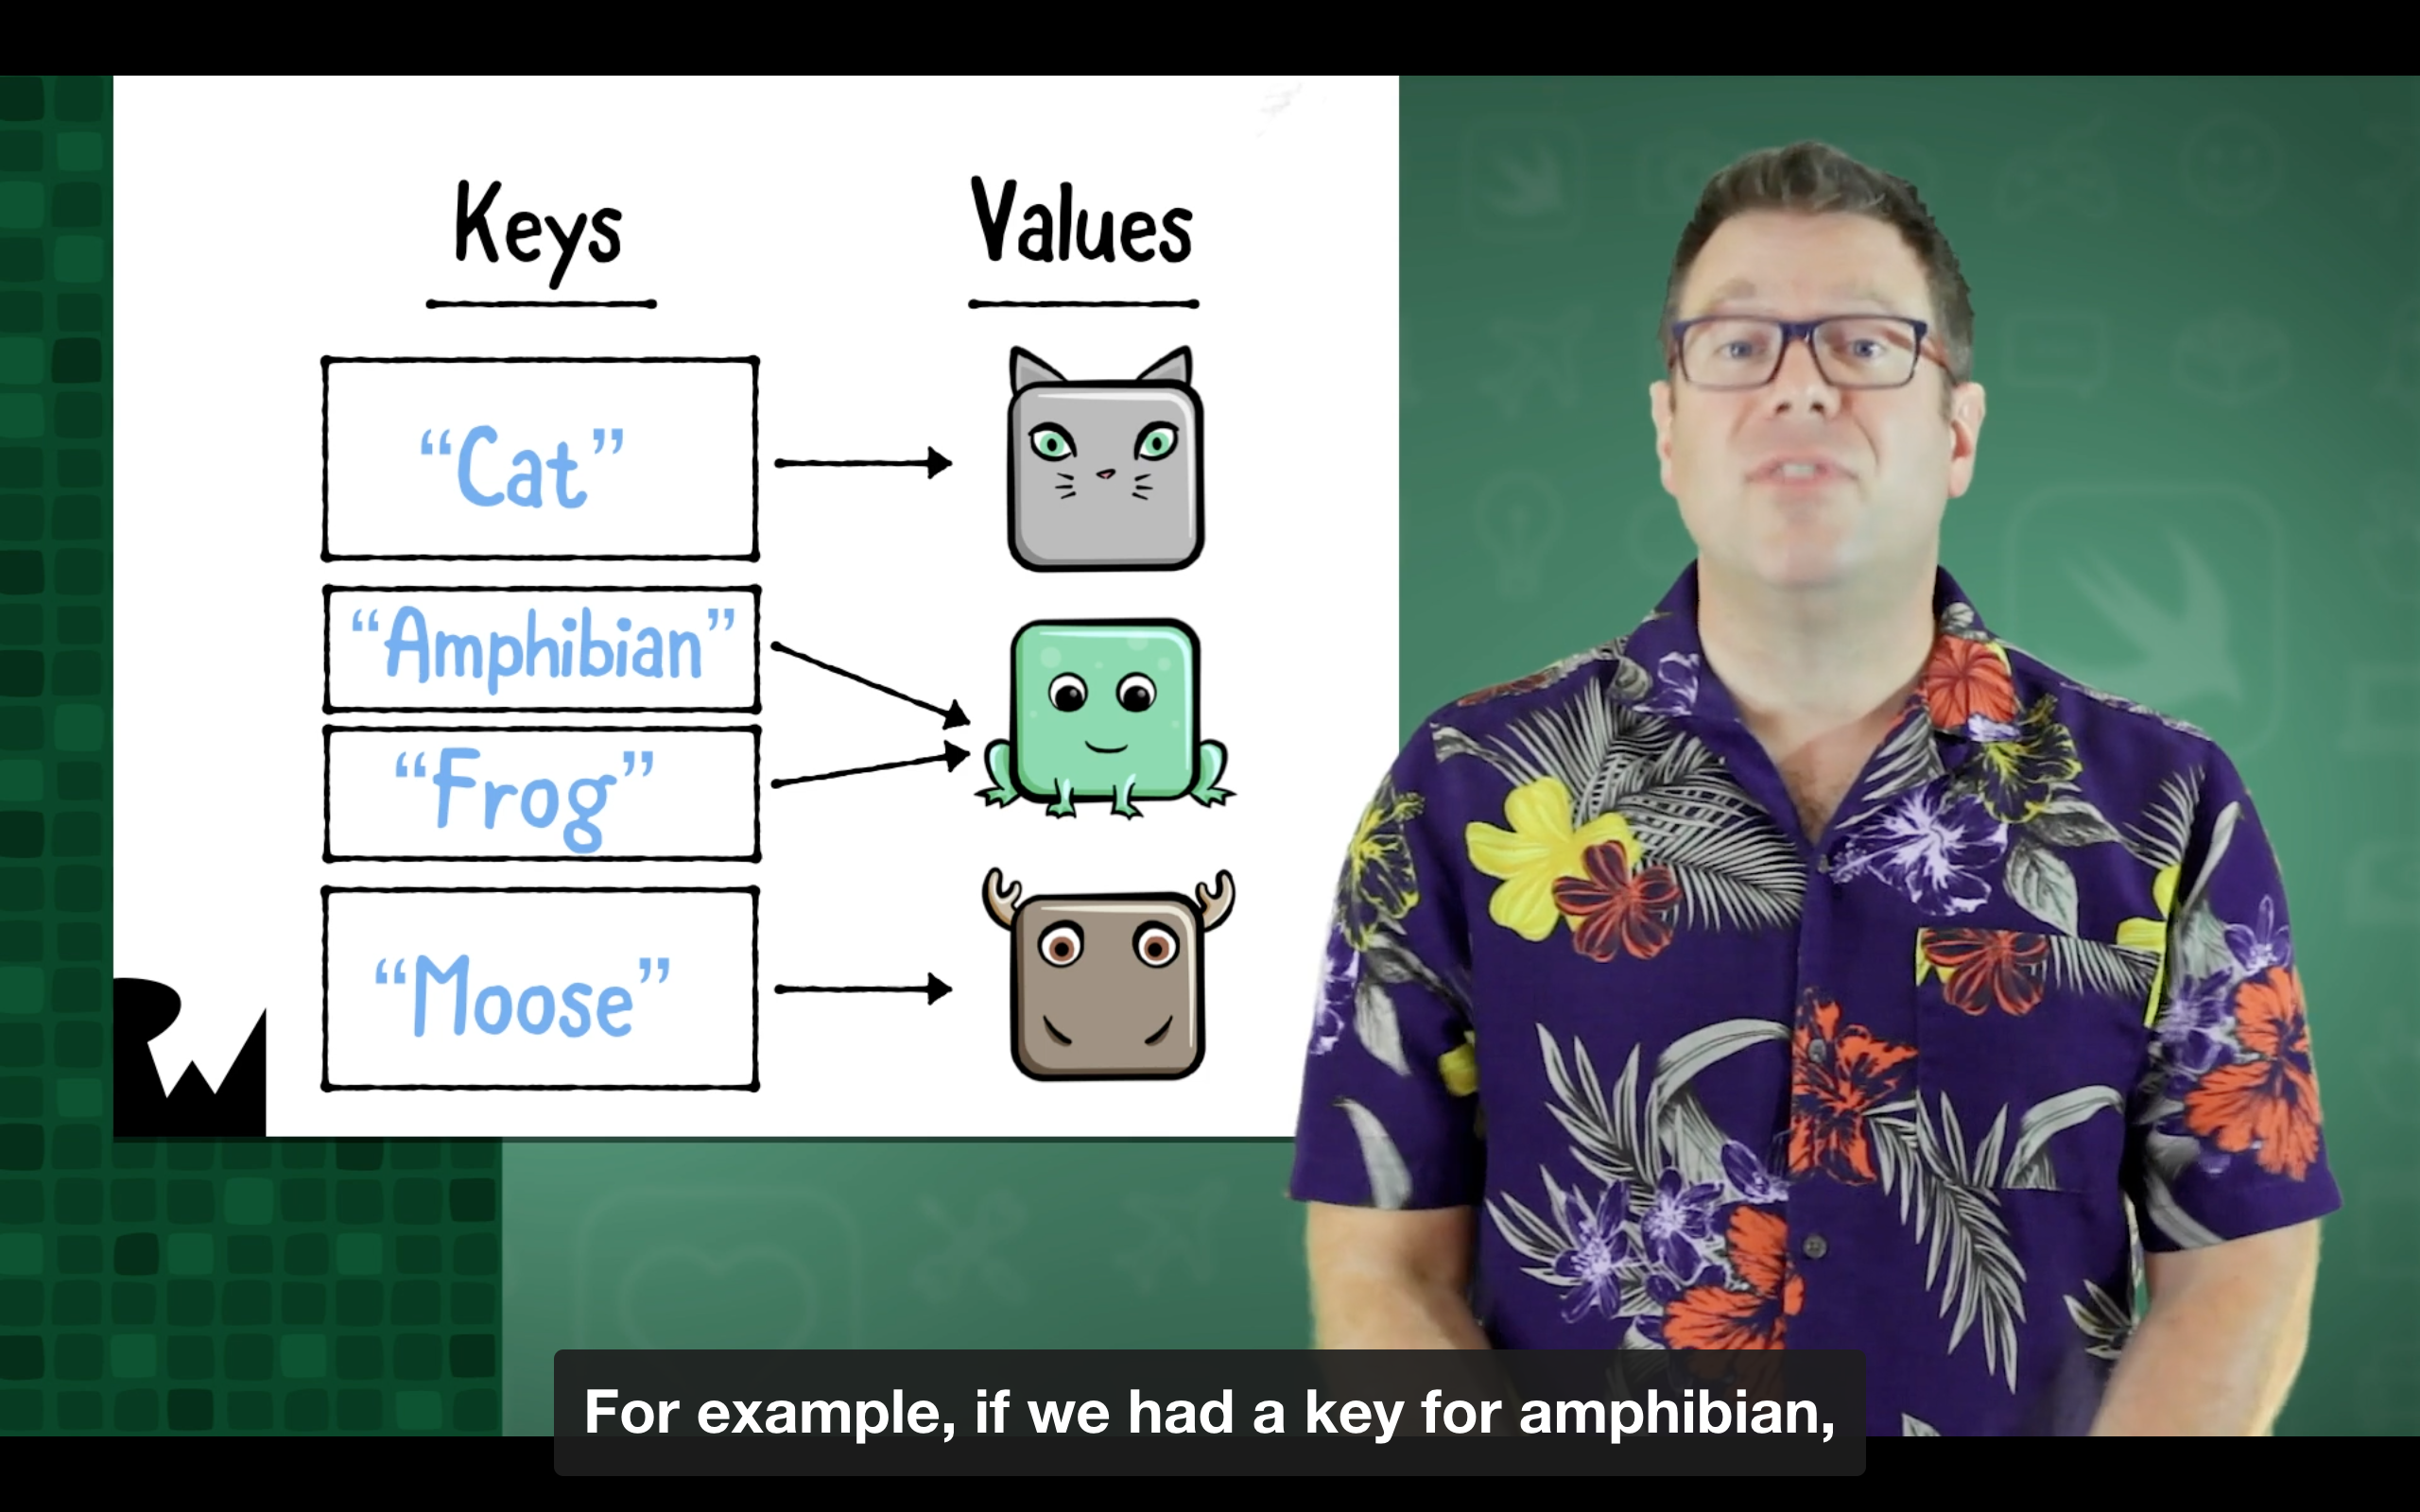 Keys
Values
“Cat”
“Amphibian”
“Frog”
“Moose”
For example, if we had a key for amphibian,